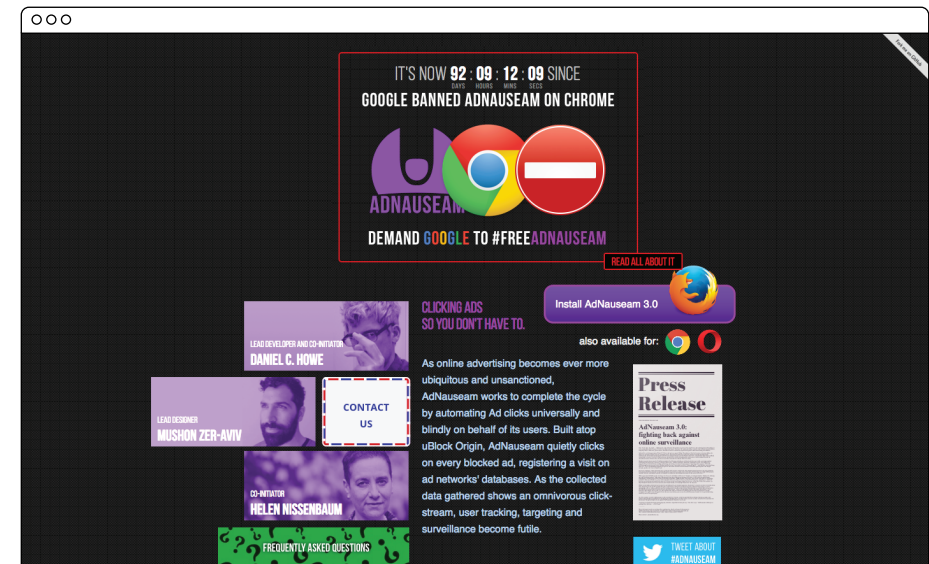 Fork me on GitHub
IT'S NOW 92 : 09 : 12 : 09 SINCE
DAYS HOURS MINS SECS
GOOGLE BANNED ADNAUSEAM ON CHROME
ADNAUSEAM
DEMAND GOOGLE TO #FREEADNAUSEAM
READ ALL ABOUT IT
Install AdNauseam 3.0
also available for:
LEAD DEVELOPER AND CO-INITIATOR
DANIEL C. HOWE
LEAD DESIGNER
MUSHON ZER-AVIV
CONTACT
US
CO-INITIATOR
HELEN NISSENBAUM
FREQUENTLY ASKED QUESTIONS
CLICKING ADS
SO YOU DON'T HAVE TO.
As online advertising becomes ever more
ubiquitous and unsanctioned,
AdNauseam works to complete the cycle
by automating Ad clicks universally and
blindly on behalf of its users. Built atop
uBlock Origin, AdNauseam quietly clicks
on every blocked ad, registering a visit on
ad networks' databases. As the collected
data gathered shows an omnivorous click-
stream, user tracking, targeting and
surveillance become futile.
Press
Release
AdNauseam 3.0:
fighting back against
online surveillance
TWEET ABOUT
#ADNAUSEAM